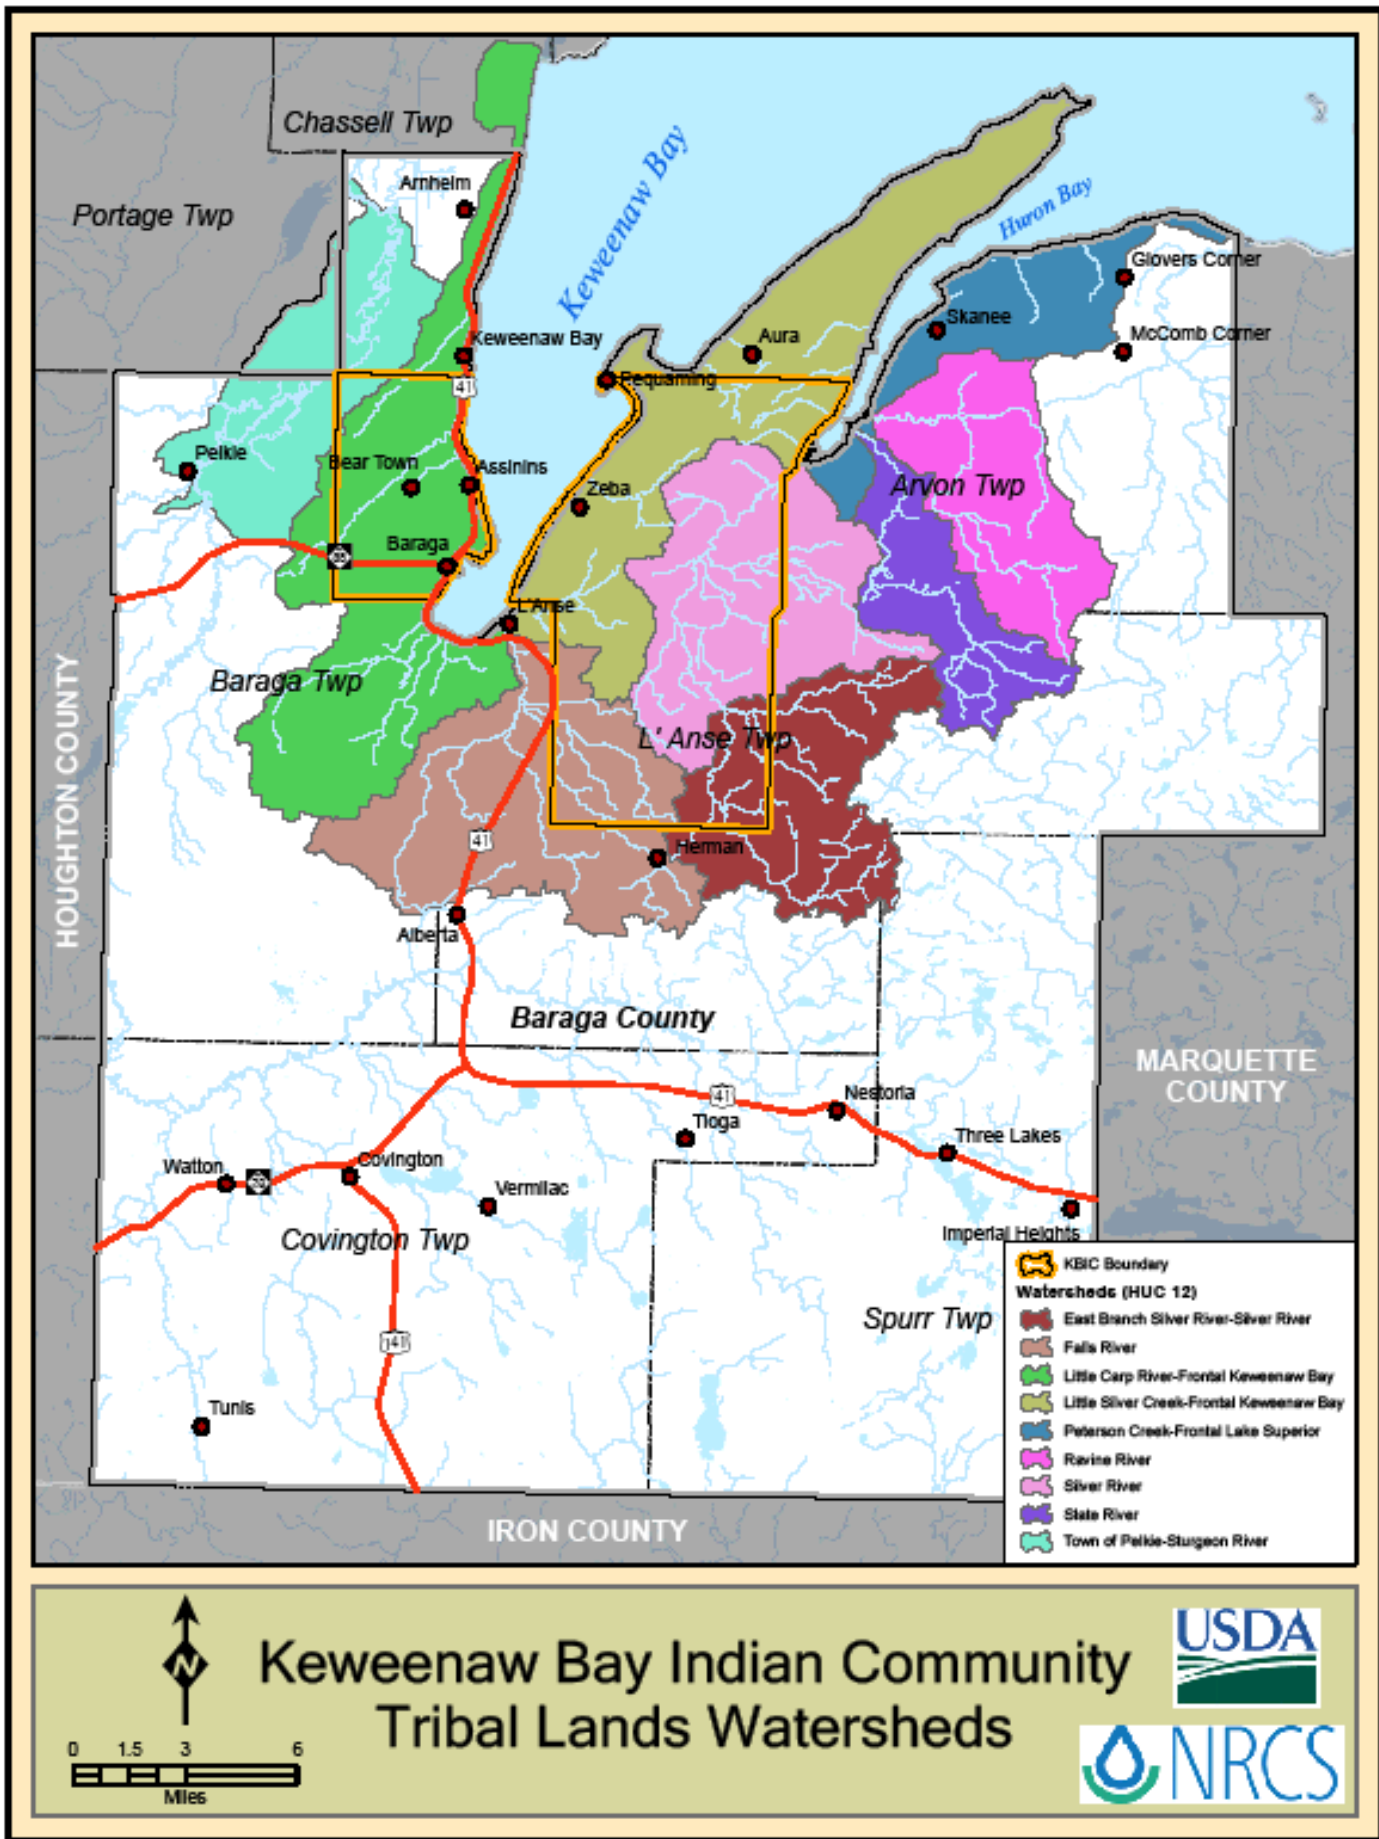 Chassell Twp
Arnheim
Portage Twp
Keweenaw Bay
Huron Bay
Glovers Corner
Skanee
McComb Corner
Aura
Keweenaw Bay
41
Pequaming
Pelkie
Bear Town
Assinins
Zeba
Arvon Twp
Baraga
L'Anse
Baraga Twp
HOUGHTON COUNTY
L' Anse Twp
41
Herman
Alberta
Baraga County
MARQUETTE
COUNTY
41
Nestoria
Tioga
Three Lakes
Watton
Covington
Vermilac
Imperial Heights
Covington Twp
Spurr Twp
141
Tunis
IRON COUNTY
KBIC Boundary
Watersheds (HUC 12)
East Branch Silver River-Silver River
Falls River
Little Carp River-Frontal Keweenaw Bay
Little Silver Creek-Frontal Keweenaw Bay
Peterson Creek-Frontal Lake Superior
Ravine River
Silver River
Slate River
Town of Pelkie-Sturgeon River
N
Keweenaw Bay Indian Community
Tribal Lands Watersheds
0 1.5 3 6
Miles
USDA
NRCS